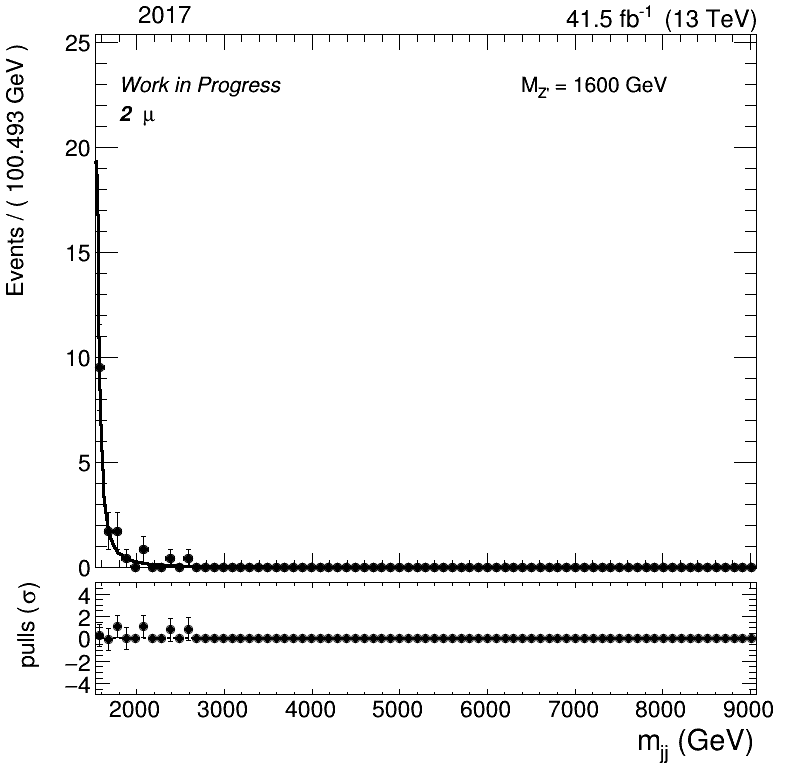 2017 41.5 fb-1 (13 TeV)
Events / ( 100.493 GeV )
25
20
15
10
5
0
Work in Progress
2 μ
MZ' = 1600 GeV
pulls (σ)
4
2
0
−2
−4
2000 3000 4000 5000 6000 7000 8000 9000
mjj (GeV)